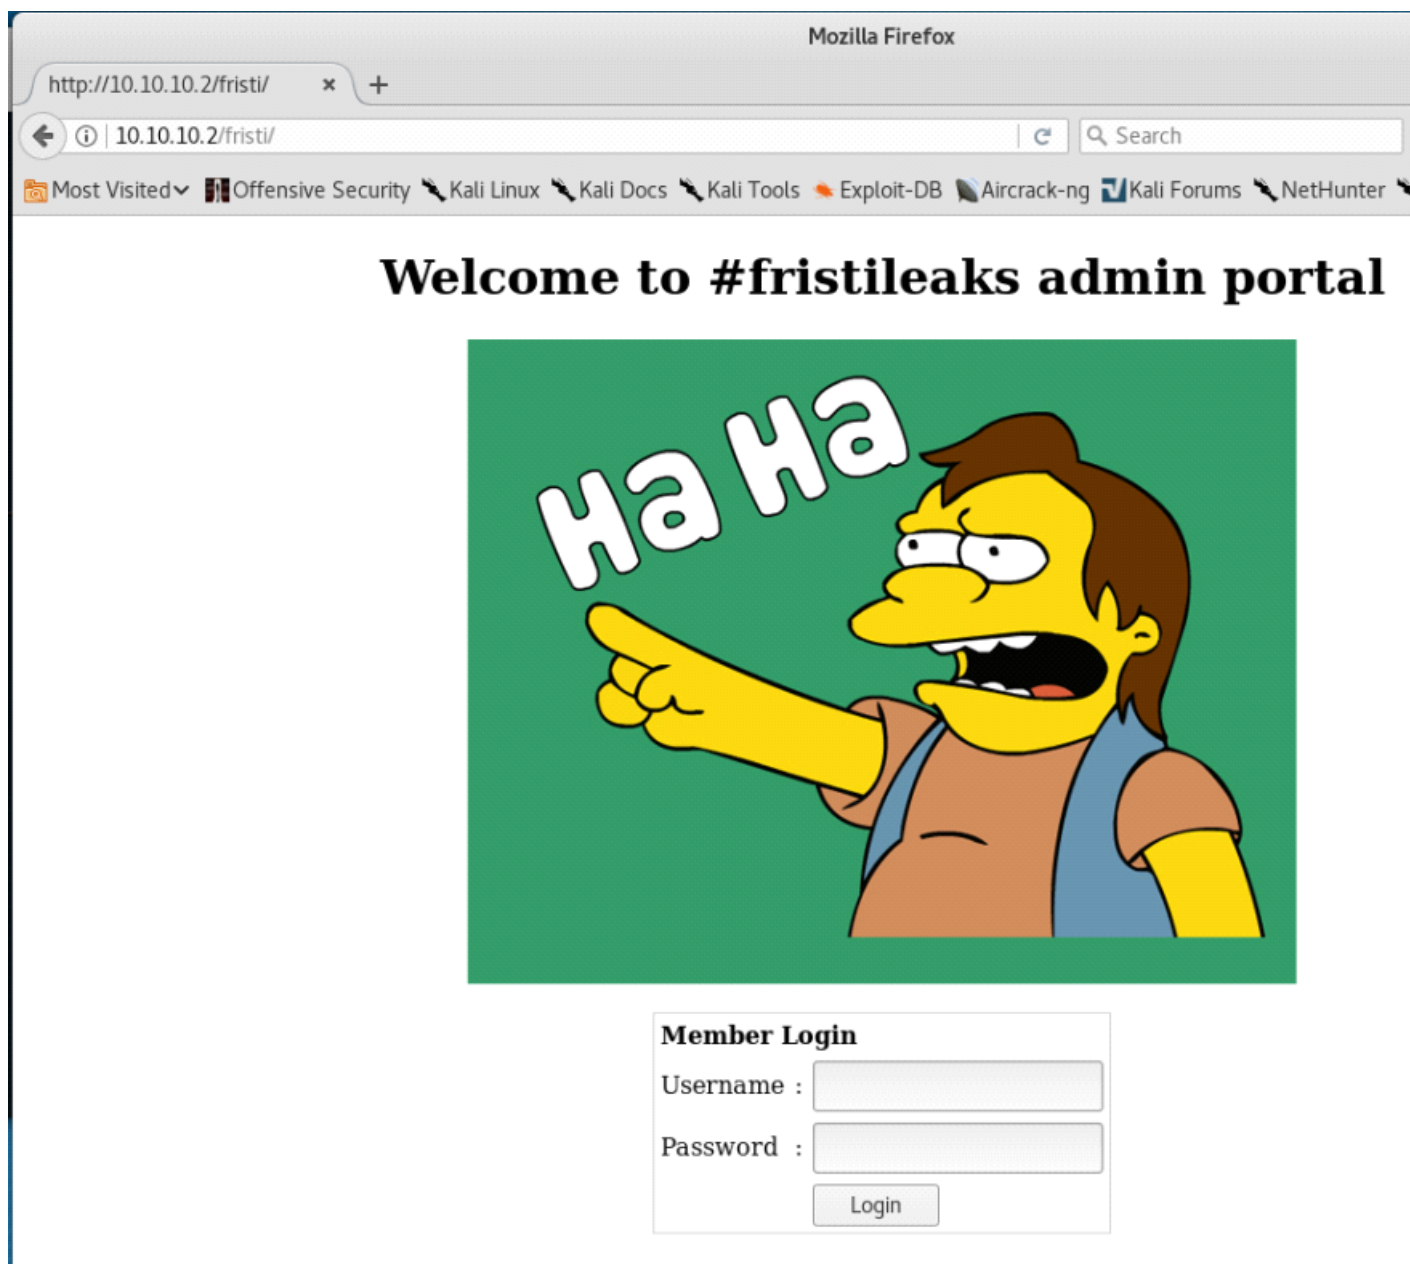 Mozilla Firefox
http://10.10.10.2/fristi/
10.10.10.2/fristi/ Search
Most Visited Offensive Security Kali Linux Kali Docs Kali Tools Exploit-DB Aircrack-ng Kali Forums NetHunter
Welcome to #fristileaks admin portal
Ha Ha
Member Login
Username :
Password :
Login